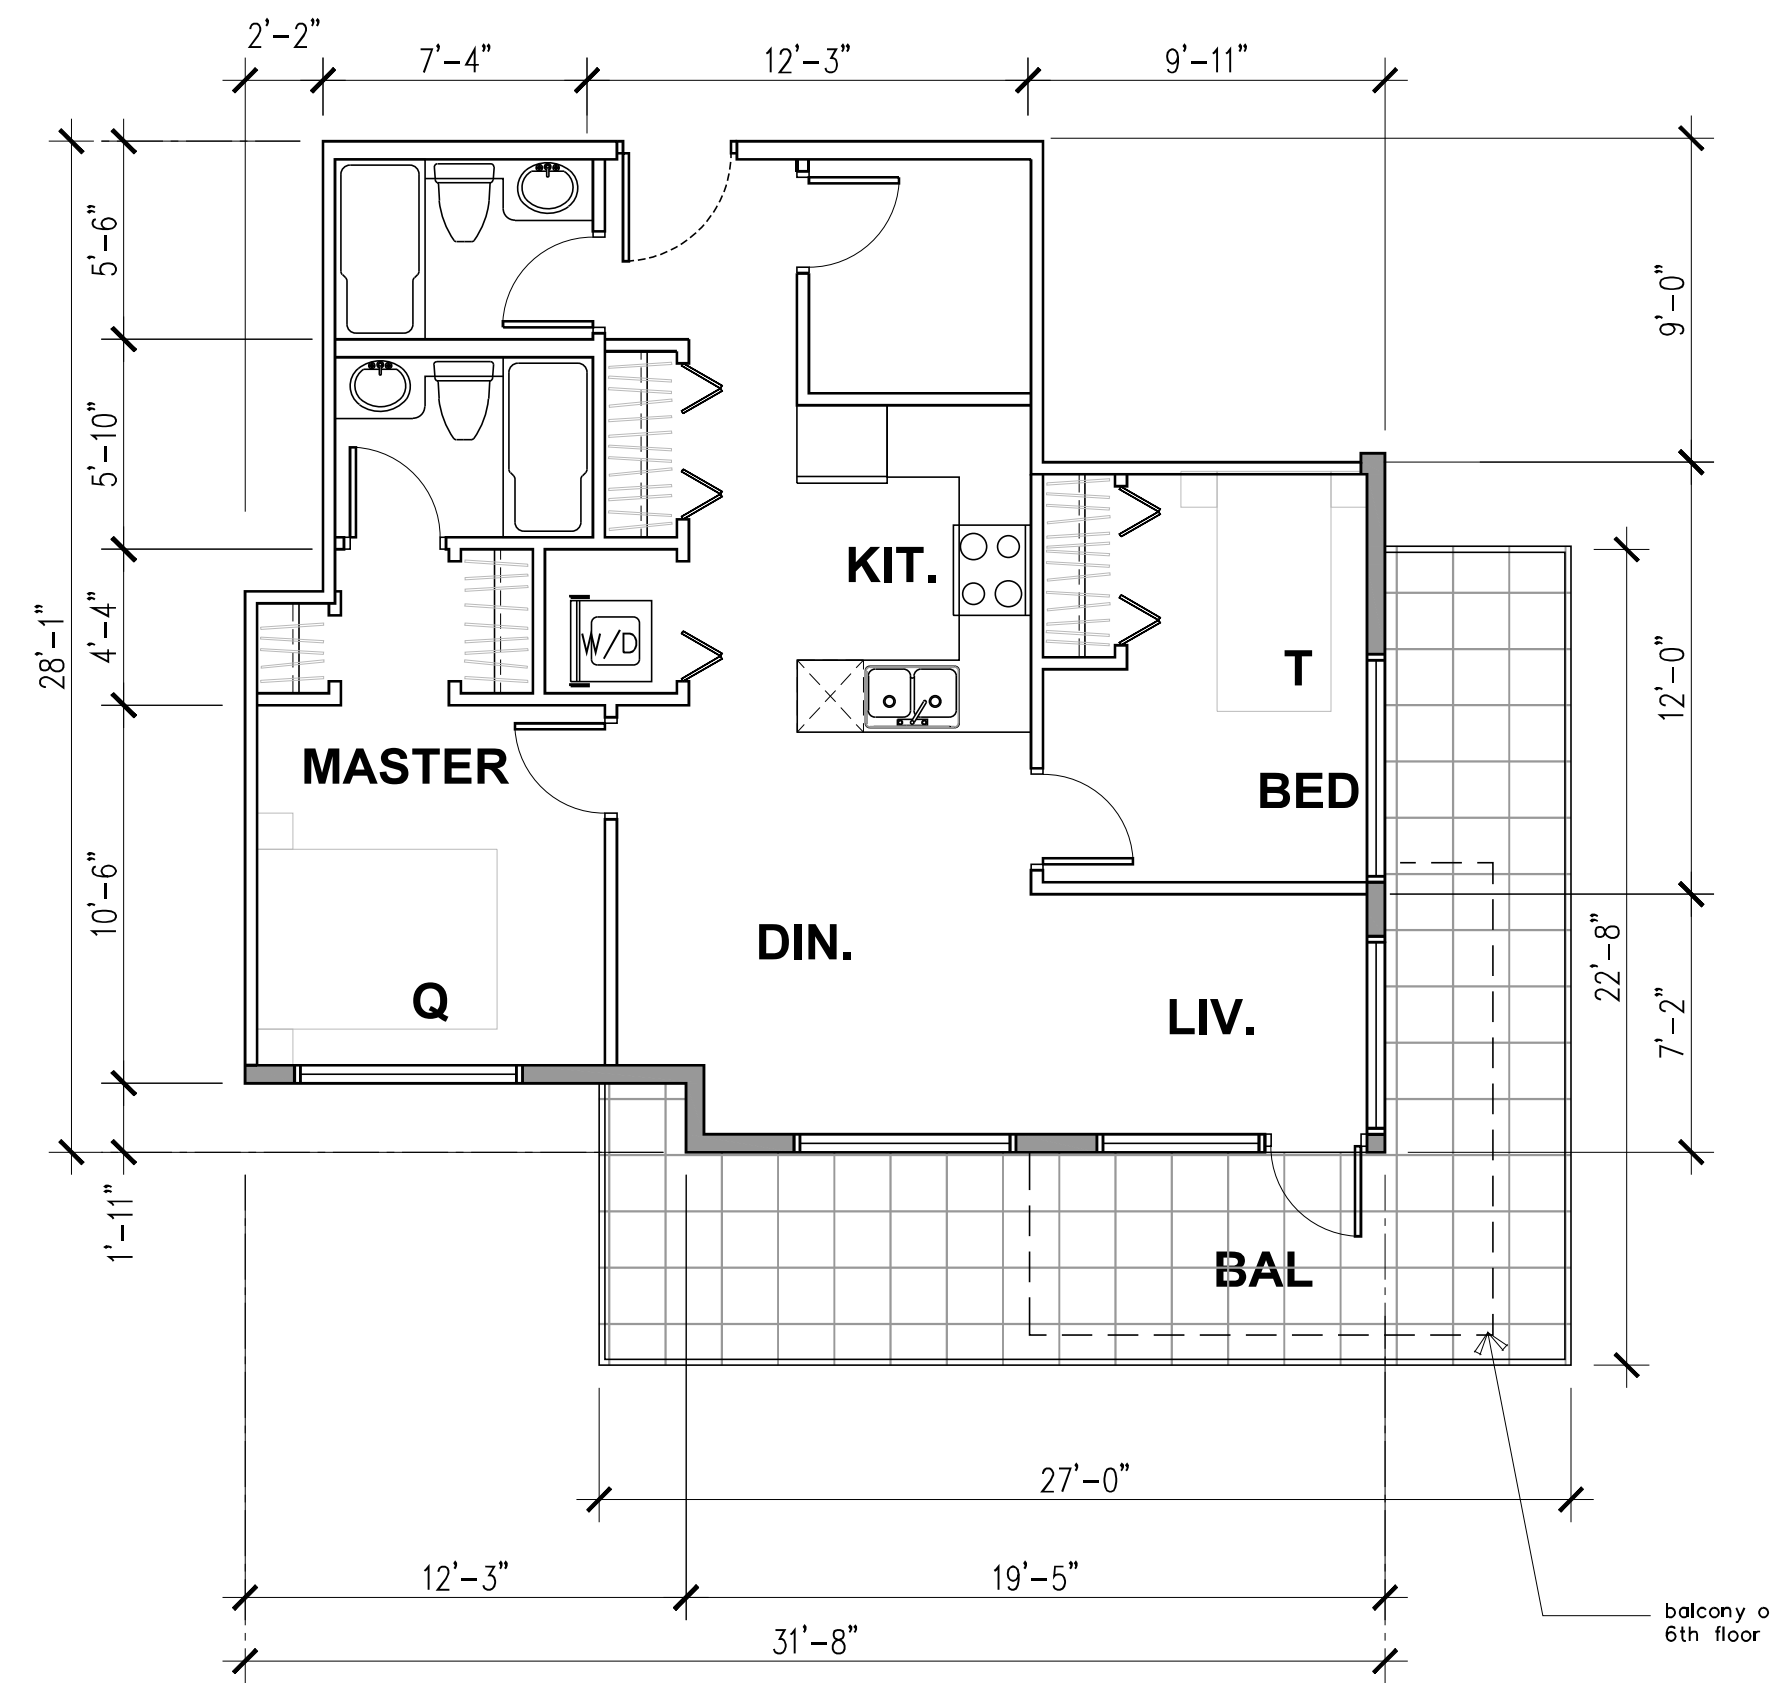 2'-2"
7'-4"
12'-3"
9'-11"
5'-6"
9'-0"
5'-10"
KIT.
28'-1"
4'-4"
W/D
T
12'-0"
MASTER
BED
10'-6"
DIN.
22'-8"
Q
LIV.
7'-2"
1'-11"
BAL
27'-0"
12'-3"
19'-5"
balcony o
6th floor
31'-8"